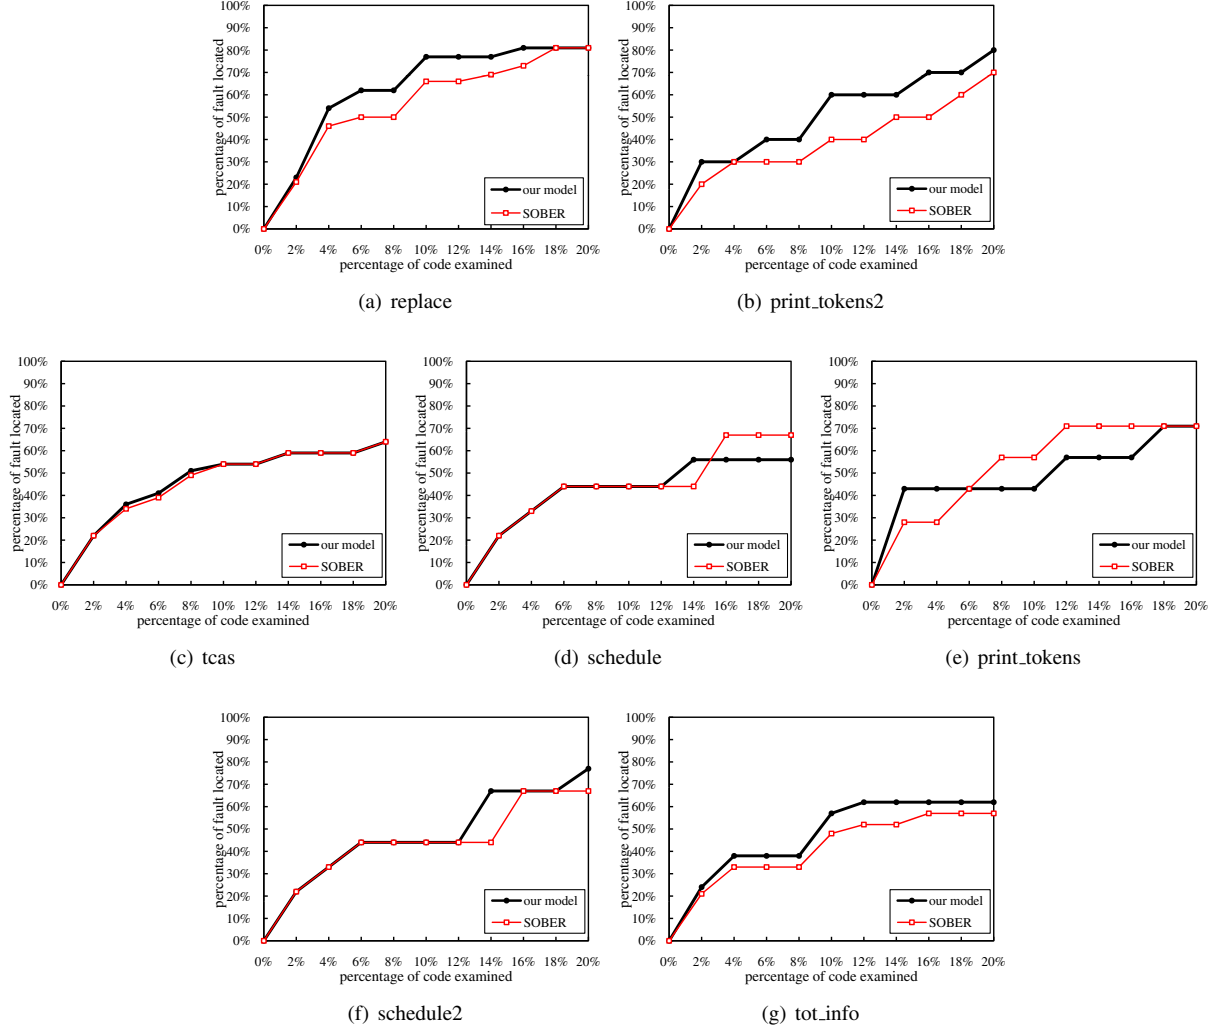 100%
90%
80%
70%
60%
50%
40%
30%
20%
10%
0%
percentage of fault located
0% 2% 4% 6% 8% 10% 12% 14% 16% 18% 20%
percentage of code examined
our model
SOBER
(a) replace
100%
90%
80%
70%
60%
50%
40%
30%
20%
10%
0%
percentage of fault located
0% 2% 4% 6% 8% 10% 12% 14% 16% 18% 20%
percentage of code examined
our model
SOBER
(b) print_tokens2
100%
90%
80%
70%
60%
50%
40%
30%
20%
10%
0%
percentage of fault located
0% 2% 4% 6% 8% 10% 12% 14% 16% 18% 20%
percentage of code examined
our model
SOBER
(c) tcas
100%
90%
80%
70%
60%
50%
40%
30%
20%
10%
0%
percentage of fault located
0% 2% 4% 6% 8% 10% 12% 14% 16% 18% 20%
percentage of code examined
our model
SOBER
(d) schedule
100%
90%
80%
70%
60%
50%
40%
30%
20%
10%
0%
percentage of fault located
0% 2% 4% 6% 8% 10% 12% 14% 16% 18% 20%
percentage of code examined
our model
SOBER
(e) print_tokens
100%
90%
80%
70%
60%
50%
40%
30%
20%
10%
0%
percentage of fault located
0% 2% 4% 6% 8% 10% 12% 14% 16% 18% 20%
percentage of code examined
our model
SOBER
(f) schedule2
100%
90%
80%
70%
60%
50%
40%
30%
20%
10%
0%
percentage of fault located
0% 2% 4% 6% 8% 10% 12% 14% 16% 18% 20%
percentage of code examined
our model
SOBER
(g) tot_info